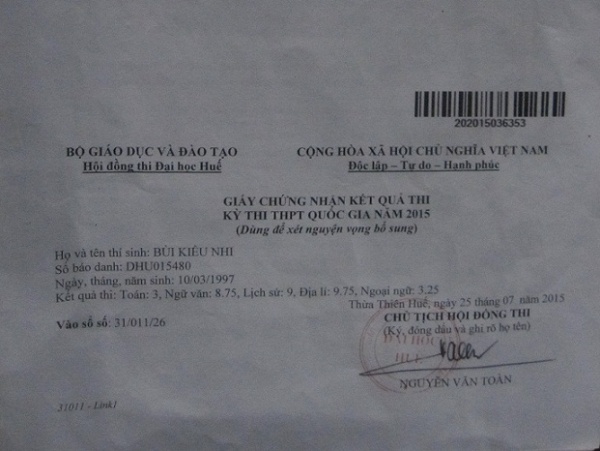 202015036353
BỘ GIÁO DỤC VÀ ĐÀO TẠO
Hội đồng thi Đại học Huế
CỘNG HÒA XÃ HỘI CHỦ NGHĨA VIỆT NAM
Độc lập – Tự do – Hạnh phúc
GIẤY CHỨNG NHẬN KẾT QUẢ THI
KỲ THI THPT QUỐC GIA NĂM 2015
(Dùng để xét nguyện vọng bổ sung)
Họ và tên thí sinh: BÙI KIỀU NHI
Số báo danh: DHU015480
Ngày, tháng, năm sinh: 10/03/1997
Kết quả thi: Toán: 3, Ngữ văn: 8.75, Lịch sử: 9, Địa lí: 9.75, Ngoại ngữ: 3.25
Thừa Thiên Huế, ngày 25 tháng 07 năm 2015
CHỦ TỊCH HỘI ĐỒNG THI
(Ký, đóng dấu và ghi rõ họ tên)
Vào sổ số: 31/011/26
ĐẠI HỌC
HUẾ
NGUYỄN VĂN TOÀN
31011 - Link1